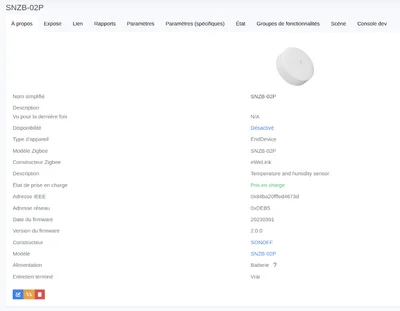 SNZB-02P
À propos Expose Lien Rapports Paramètres Paramètres (spécifiques) État Groupes de fonctionnalités Scène Console dev
Nom simplifié SNZB-02P
Description
Vu pour la dernière fois N/A
Disponibilité Désactivé
Type d'appareil EndDevice
Modèle Zigbee SNZB-02P
Constructeur Zigbee eWeLink
Description Temperature and humidity sensor
État de prise en charge Pris en charge
Adresse IEEE
Adresse réseau 0xDEB5
Date du firmware 20230301
Version du firmware 2.0.0
Constructeur SONOFF
Modèle SNZB-02P
Alimentation Batterie ?
Entretien terminé Vrai